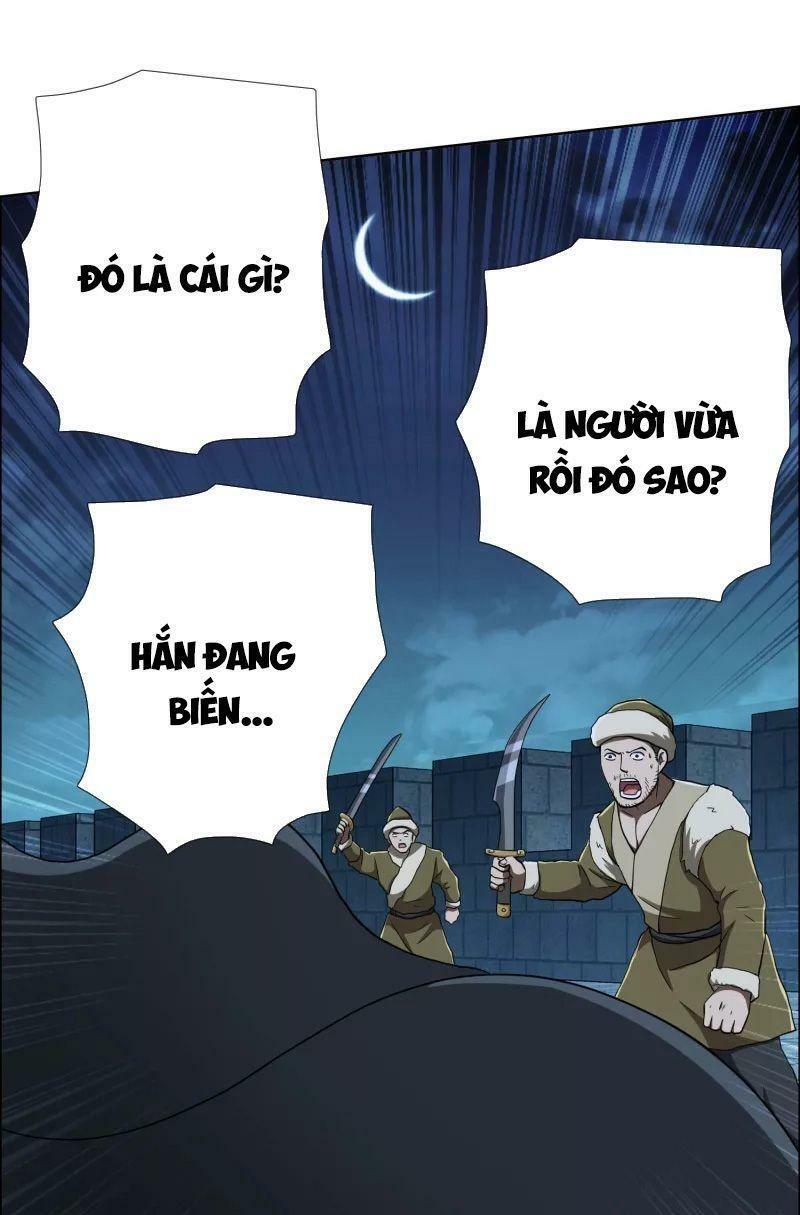 ĐÓ LÀ CÁI GÌ?
LÀ NGƯỜI VỪA
RỒI ĐÓ SAO?
HẮN ĐANG
BIẾN...